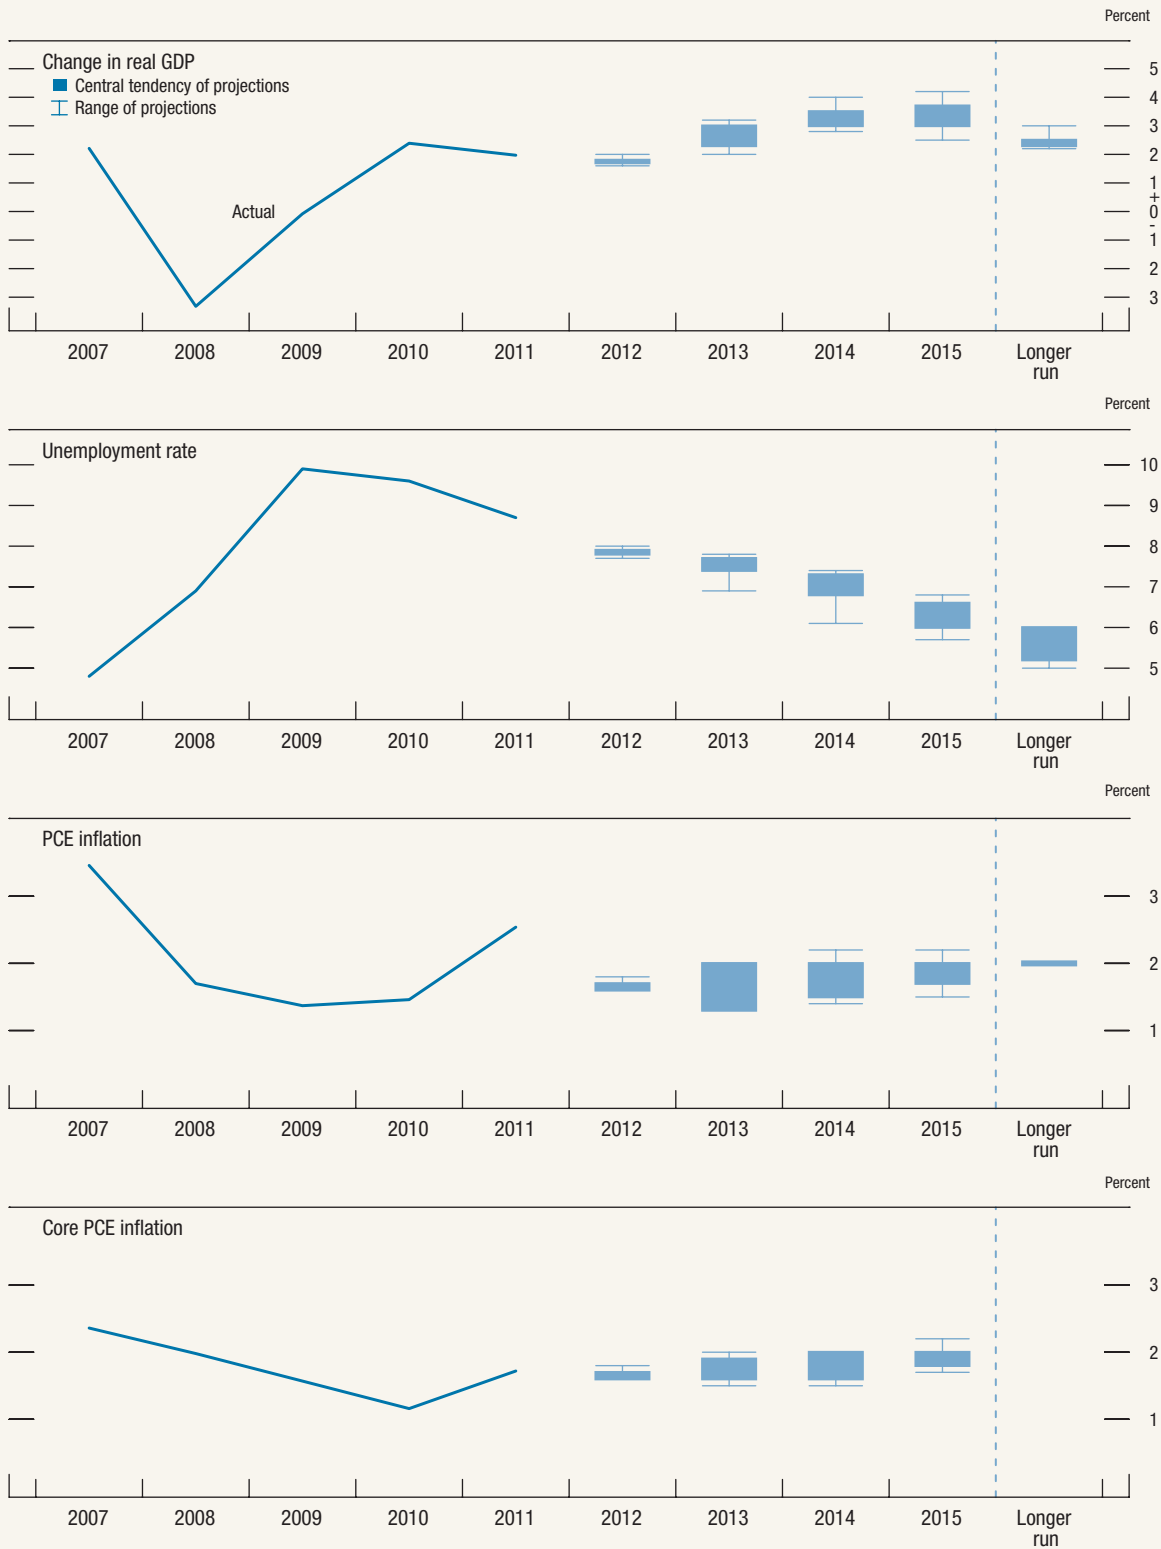 Percent
Change in real GDP
Central tendency of projections
Range of projections
Actual
5
4
3
2
1
+
0
-
1
2
3
2007 2008 2009 2010 2011 2012 2013 2014 2015 Longer
run
Percent
Unemployment rate
10
9
8
7
6
5
2007 2008 2009 2010 2011 2012 2013 2014 2015 Longer
run
Percent
PCE inflation
3
2
1
2007 2008 2009 2010 2011 2012 2013 2014 2015 Longer
run
Percent
Core PCE inflation
3
2
1
2007 2008 2009 2010 2011 2012 2013 2014 2015 Longer
run